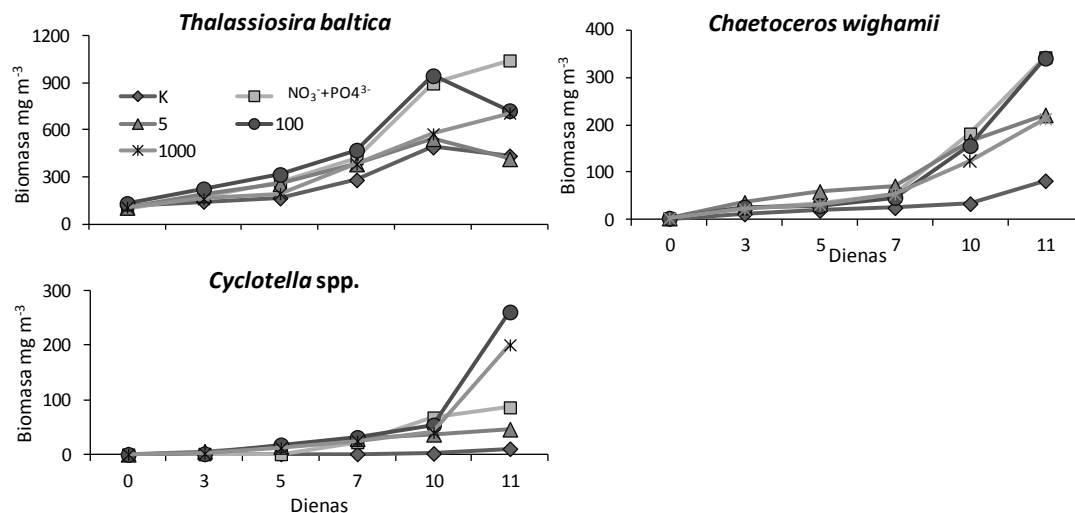 Thalassiosira baltica
Biomasa mg m⁻³
1200
900
600
300
0
K
NO₃⁻+PO4³⁻
5
100
1000
Chaetoceros wighamii
Biomasa mg m⁻³
400
300
200
100
0
0 3 5 7 10 11
Dienas
Cyclotella spp.
Biomasa mg m⁻³
300
200
100
0
0 3 5 7 10 11
Dienas